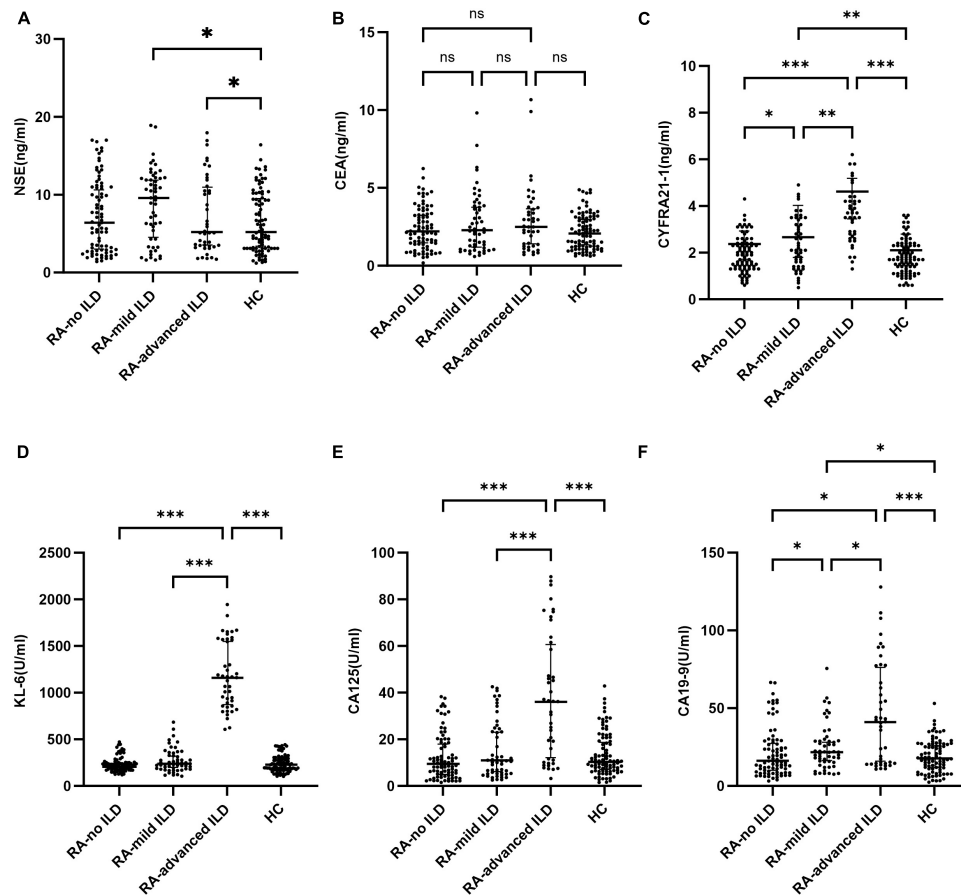 A
NSE(ng/ml)
30
20
10
0
*
*
RA-no ILD
RA-mild ILD
RA-advanced ILD
HC
B
CEA(ng/ml)
15
10
5
0
ns
ns
ns
ns
RA-no ILD
RA-mild ILD
RA-advanced ILD
HC
C
CYFRA21-1(ng/ml)
10
8
6
4
2
0
**
***
***
*
**
RA-no ILD
RA-mild ILD
RA-advanced ILD
HC
D
KL-6(U/ml)
2500
2000
1500
1000
500
0
***
***
***
RA-no ILD
RA-mild ILD
RA-advanced ILD
HC
E
CA125(U/ml)
100
80
60
40
20
0
***
***
***
RA-no ILD
RA-mild ILD
RA-advanced ILD
HC
F
CA19-9(U/ml)
150
100
50
0
*
*
***
*
*
RA-no ILD
RA-mild ILD
RA-advanced ILD
HC